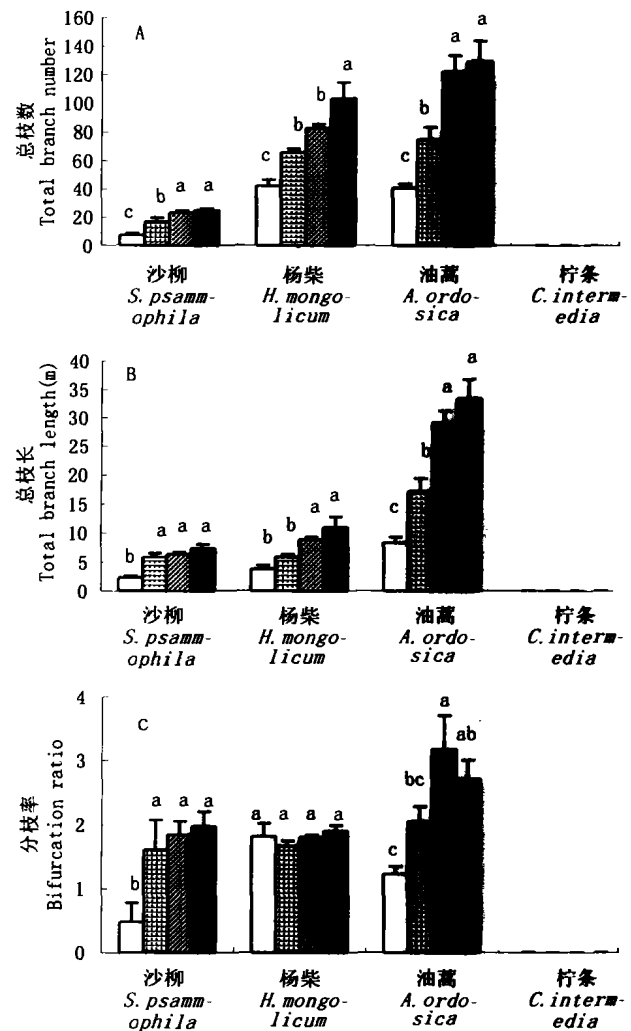 A
总枝数
Total branch number
160
140
120
100
80
60
40
20
0
c
b
a
a
c
b
b
a
c
b
a
a
沙柳
杨柴
油蒿
柠条
S. psamm-
ophila
H. mongo-
licum
A. ordo-
sica
C. interm-
edia
B
总枝长
Total branch length(m)
40
35
30
25
20
15
10
5
0
b
a
a
a
b
b
a
a
c
b
a
a
沙柳
杨柴
油蒿
柠条
S. psamm-
ophila
H. mongo-
licum
A. ordo-
sica
C. interm-
edia
C
分枝率
Bifurcation ratio
4
3
2
1
0
b
a
a
a
a
a
a
a
c
bc
a
ab
沙柳
杨柴
油蒿
柠条
S. psamm-
ophila
H. mongo-
licum
A. ordo-
sica
C. interm-
edia